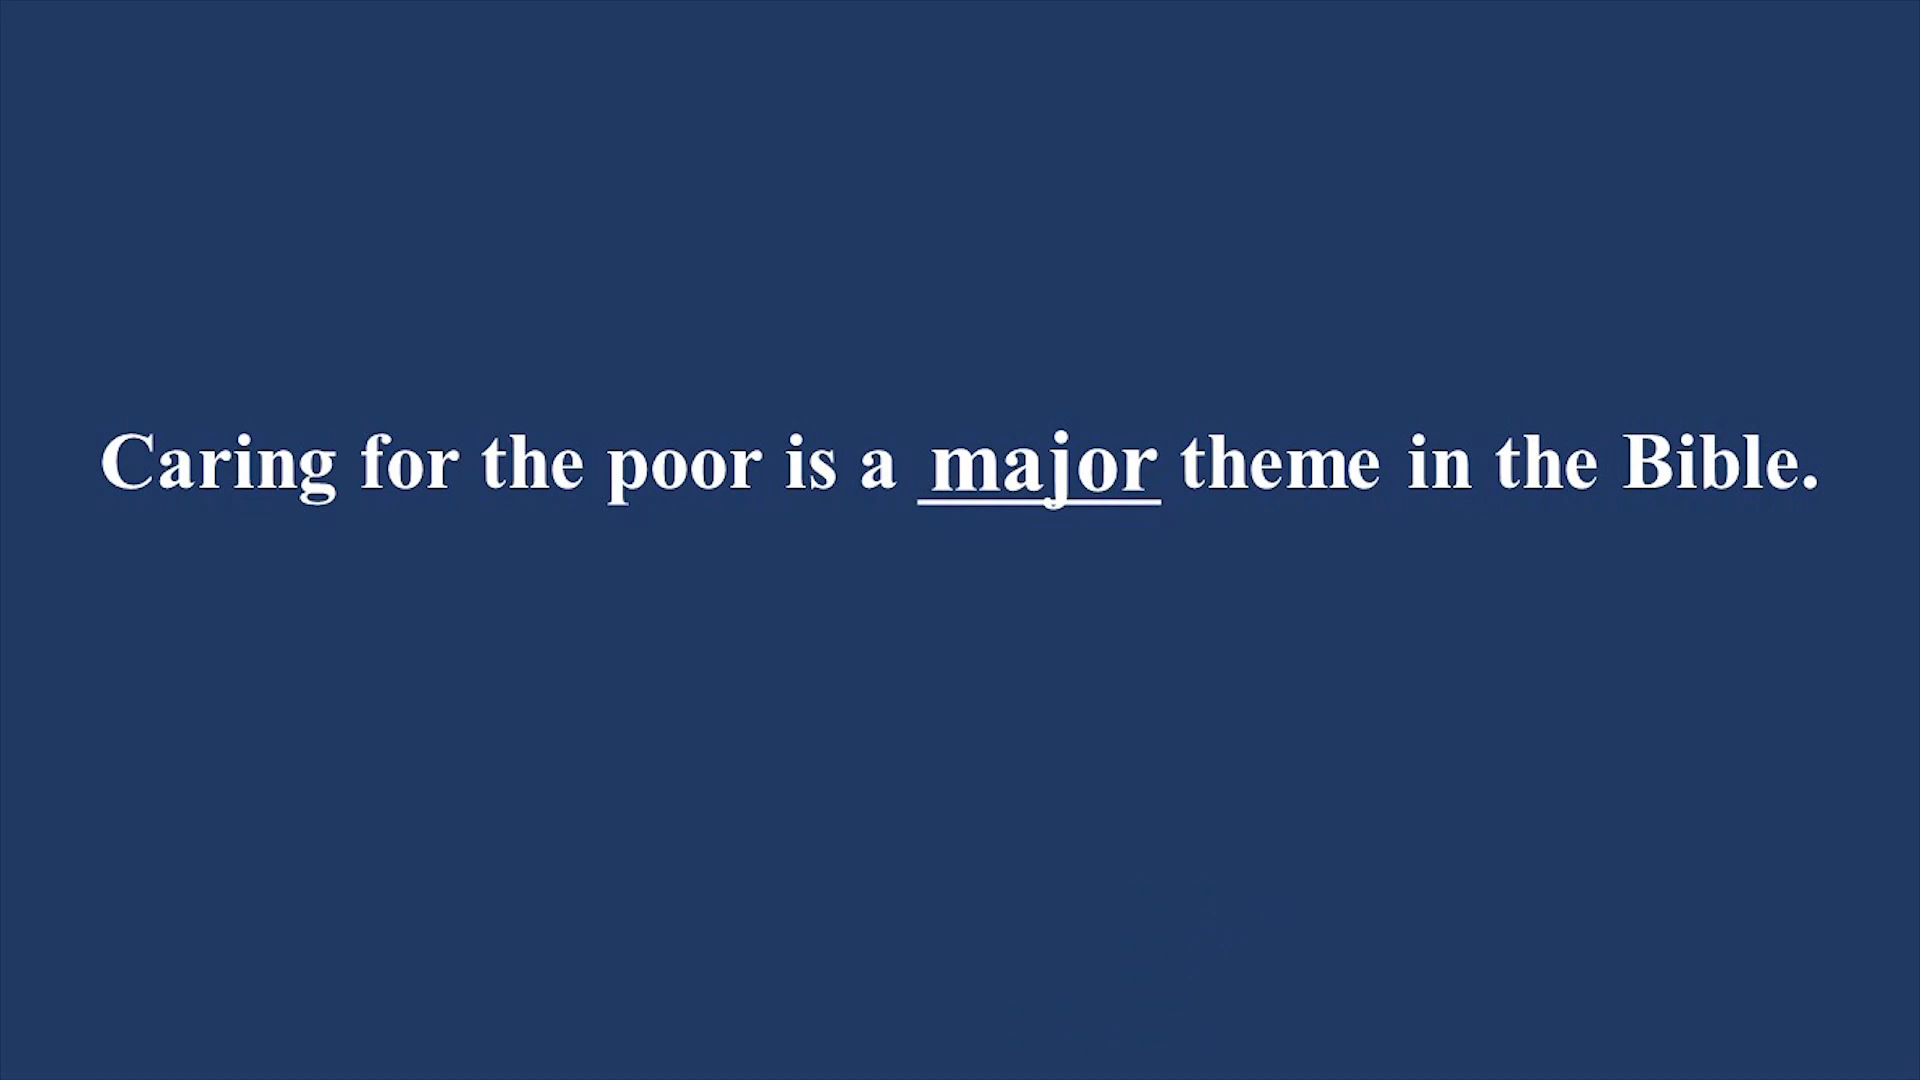 Caring for the poor is a major theme in the Bible.